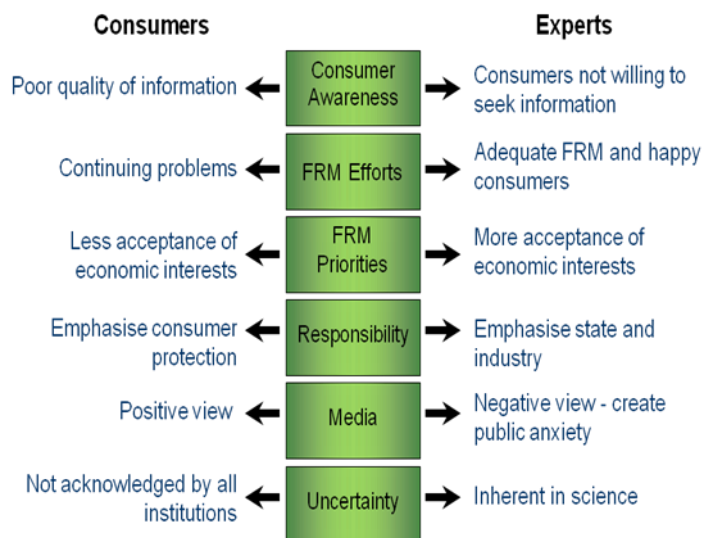 Consumers
Experts
Poor quality of information
Consumer
Awareness
Consumers not willing to
seek information
Continuing problems
FRM Efforts
Adequate FRM and happy
consumers
Less acceptance of
economic interests
FRM
Priorities
More acceptance of
economic interests
Emphasise consumer
protection
Responsibility
Emphasise state and
industry
Positive view
Media
Negative view - create
public anxiety
Not acknowledged by all
institutions
Uncertainty
Inherent in science